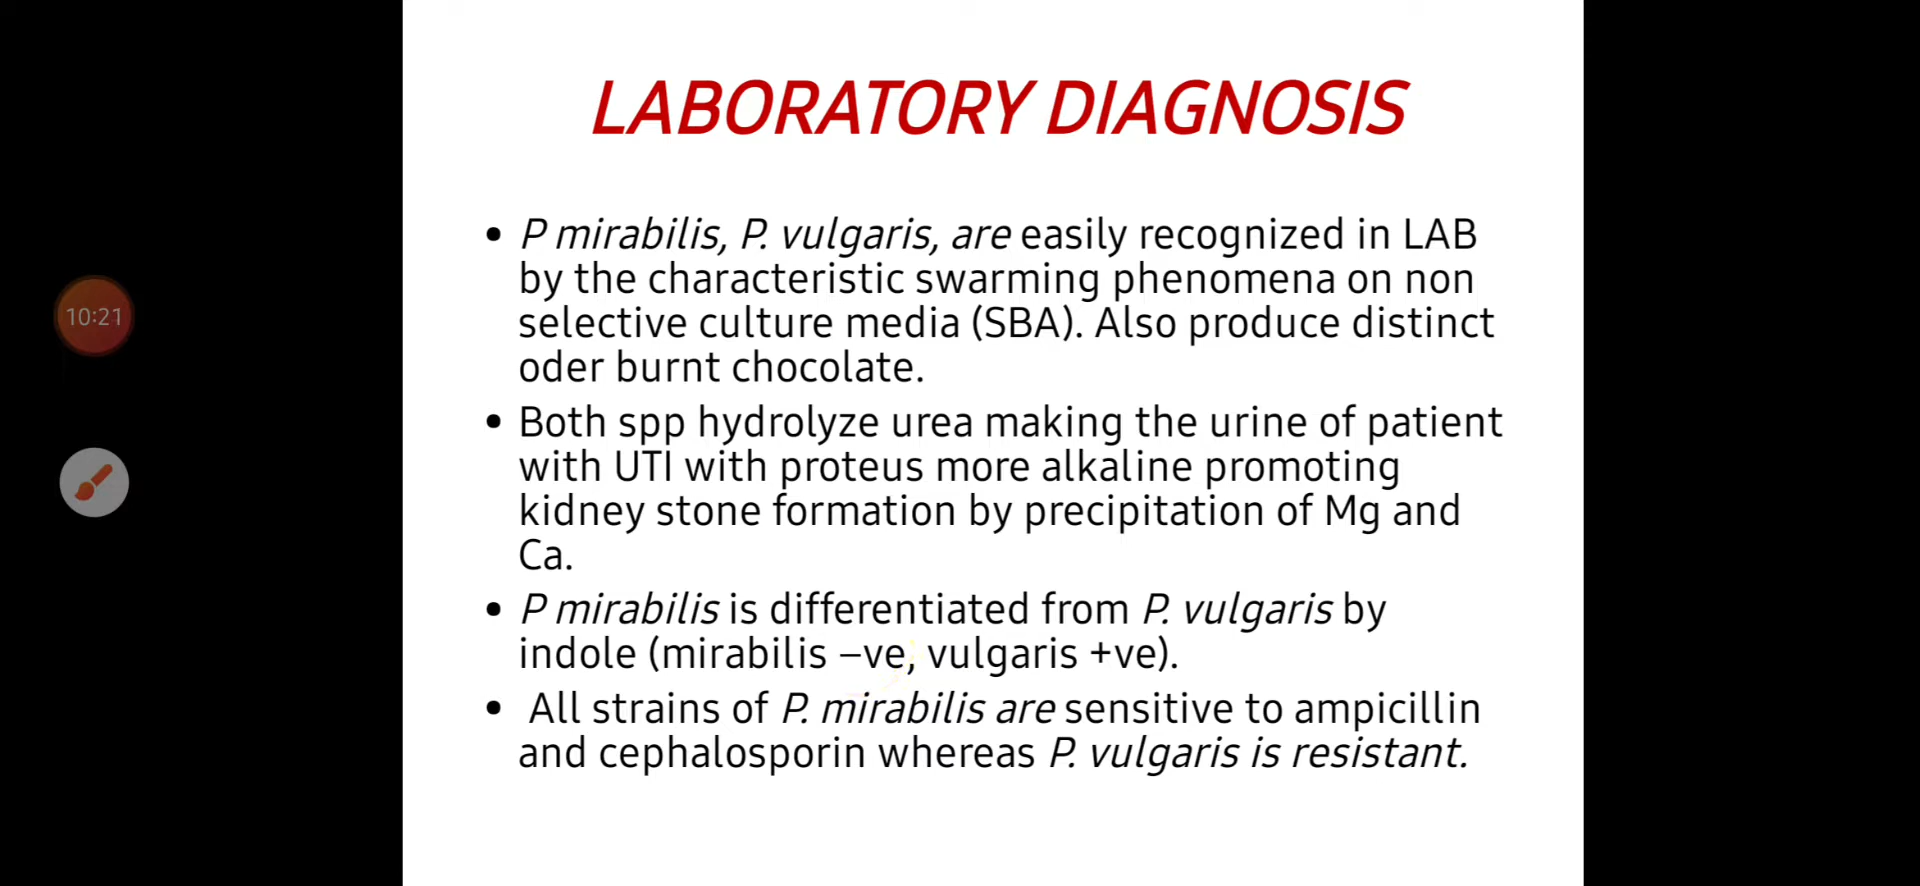 LABORATORY DIAGNOSIS
• P mirabilis, P. vulgaris, are easily recognized in LAB
by the characteristic swarming phenomena on non
selective culture media (SBA). Also produce distinct
oder burnt chocolate.
• Both spp hydrolyze urea making the urine of patient
with UTI with proteus more alkaline promoting
kidney stone formation by precipitation of Mg and
Ca.
• P mirabilis is differentiated from P. vulgaris by
indole (mirabilis –ve, vulgaris +ve).
• All strains of P. mirabilis are sensitive to ampicillin
and cephalosporin whereas P. vulgaris is resistant.
10:21